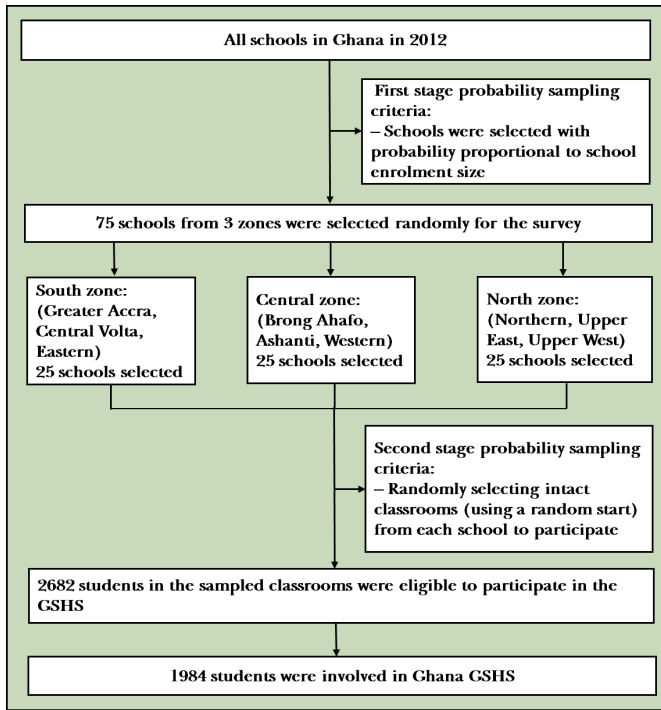 All schools in Ghana in 2012
First stage probability sampling
criteria:
– Schools were selected with
probability proportional to school
enrolment size
75 schools from 3 zones were selected randomly for the survey
South zone:
(Greater Accra,
Central Volta,
Eastern)
25 schools selected
Central zone:
(Brong Ahafo,
Ashanti, Western)
25 schools selected
North zone:
(Northern, Upper
East, Upper West)
25 schools selected
Second stage probability sampling
criteria:
– Randomly selecting intact
classrooms (using a random start)
from each school to participate
2682 students in the sampled classrooms were eligible to participate in the
GSHS
1984 students were involved in Ghana GSHS